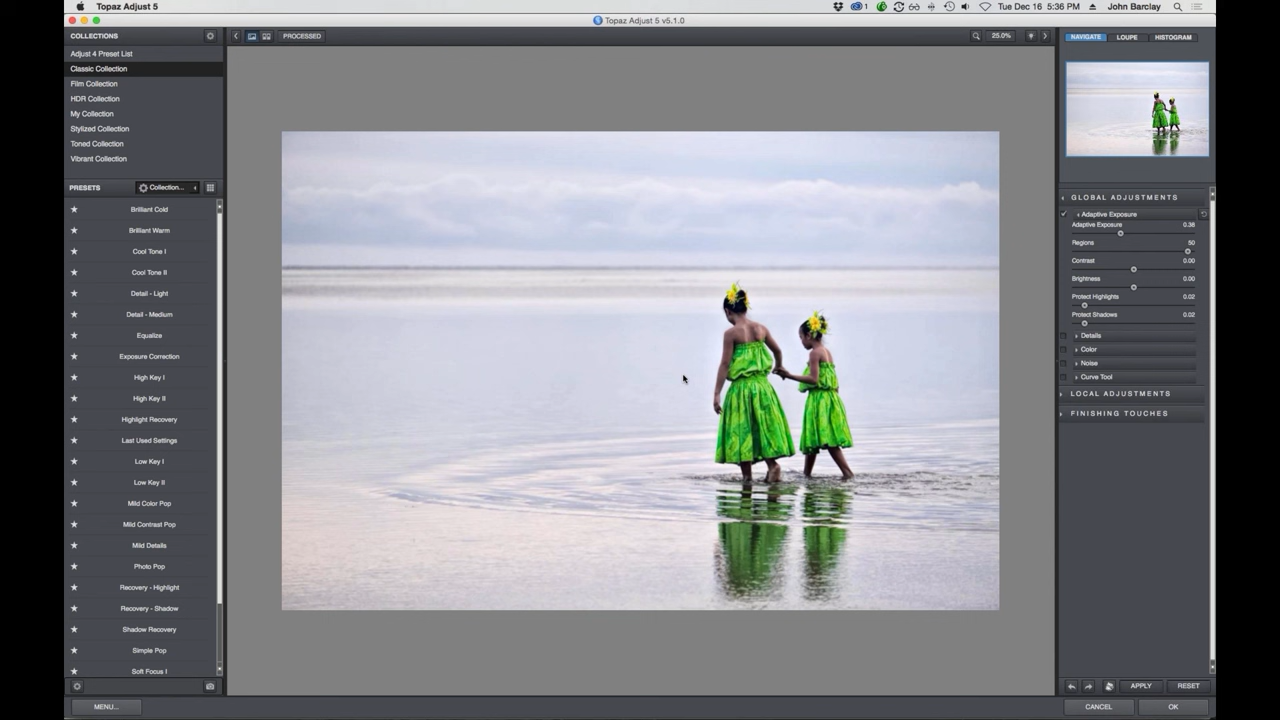 Topaz Adjust 5
1
Tue Dec 16 5:36 PM
John Barclay
Topaz Adjust 5 v5.1.0
COLLECTIONS
Adjust 4 Preset List
Classic Collection
Film Collection
HDR Collection
My Collection
Stylized Collection
Toned Collection
Vibrant Collection
PRESETS
Collection...
Brilliant Cold
Brilliant Warm
Cool Tone I
Cool Tone II
Detail - Light
Detail - Medium
Equalize
Exposure Correction
High Key I
High Key II
Highlight Recovery
Last Used Settings
Low Key I
Low Key II
Mild Color Pop
Mild Contrast Pop
Mild Details
Photo Pop
Recovery - Highlight
Recovery - Shadow
Shadow Recovery
Simple Pop
Soft Focus I
MENU...
PROCESSED
25.0%
NAVIGATE
LOUPE
HISTOGRAM
GLOBAL ADJUSTMENTS
Adaptive Exposure
Adaptive Exposure 0.38
Regions 50
Contrast 0.00
Brightness 0.00
Protect Highlights 0.02
Protect Shadows 0.02
Details
Color
Noise
Curve Tool
LOCAL ADJUSTMENTS
FINISHING TOUCHES
APPLY
RESET
CANCEL
OK